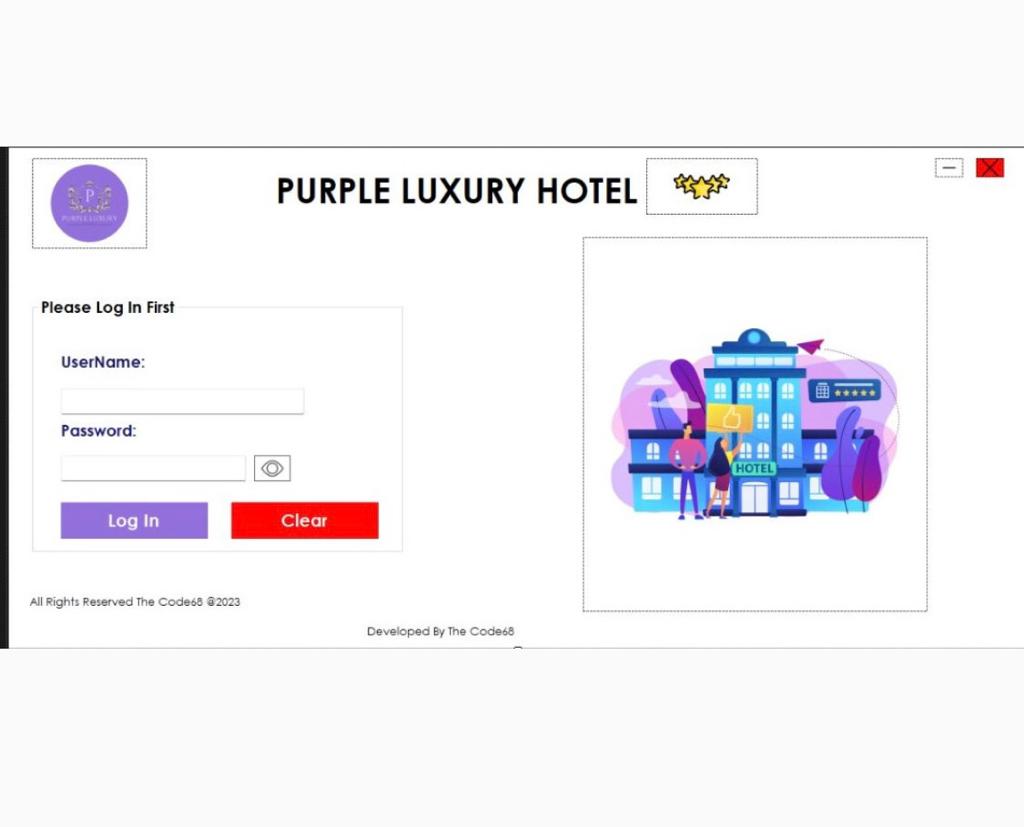 P
PURPLE LUXURY
PURPLE LUXURY HOTEL
Please Log In First
UserName:
Password:
Log In
Clear
HOTEL
All Rights Reserved The Code68 @2023
Developed By The Code68